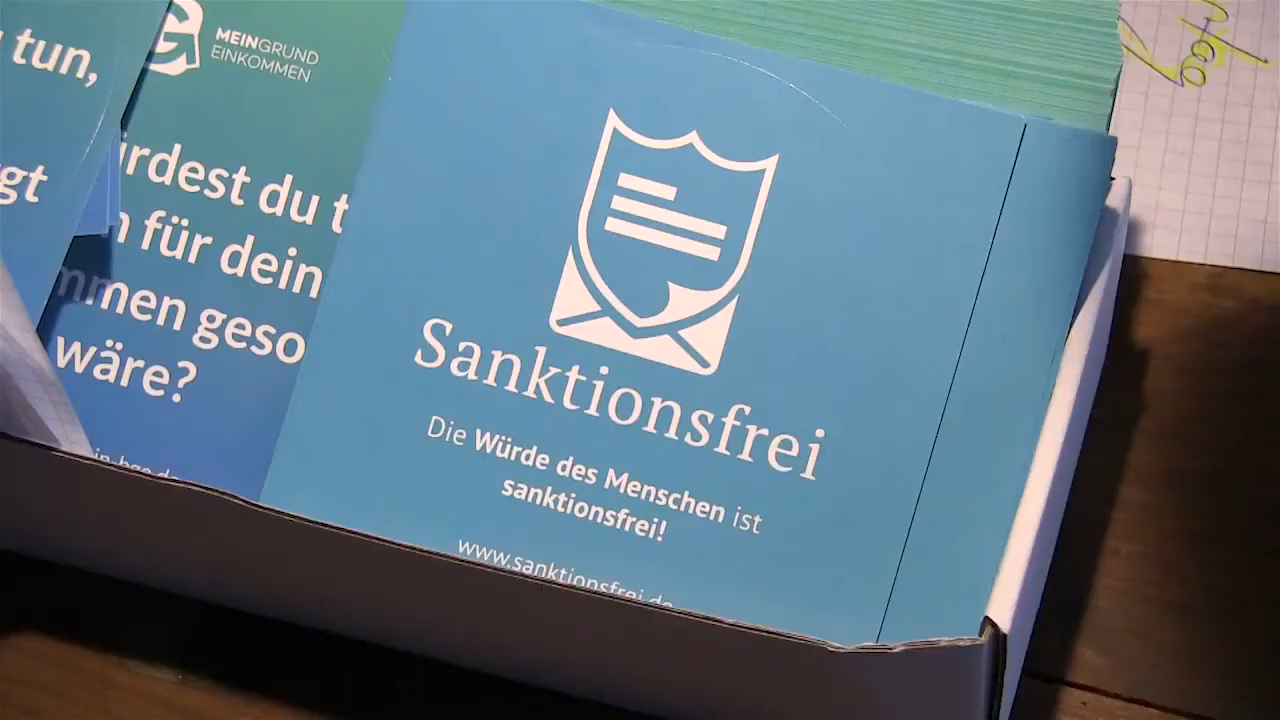 tun,
gt
MEINGRUND
EINKOMMEN
irdest du t
n für dein
mmen geso
wäre?
Sanktionsfrei
Die Würde des Menschen ist
sanktionsfrei!
www.sanktionsfrei.de